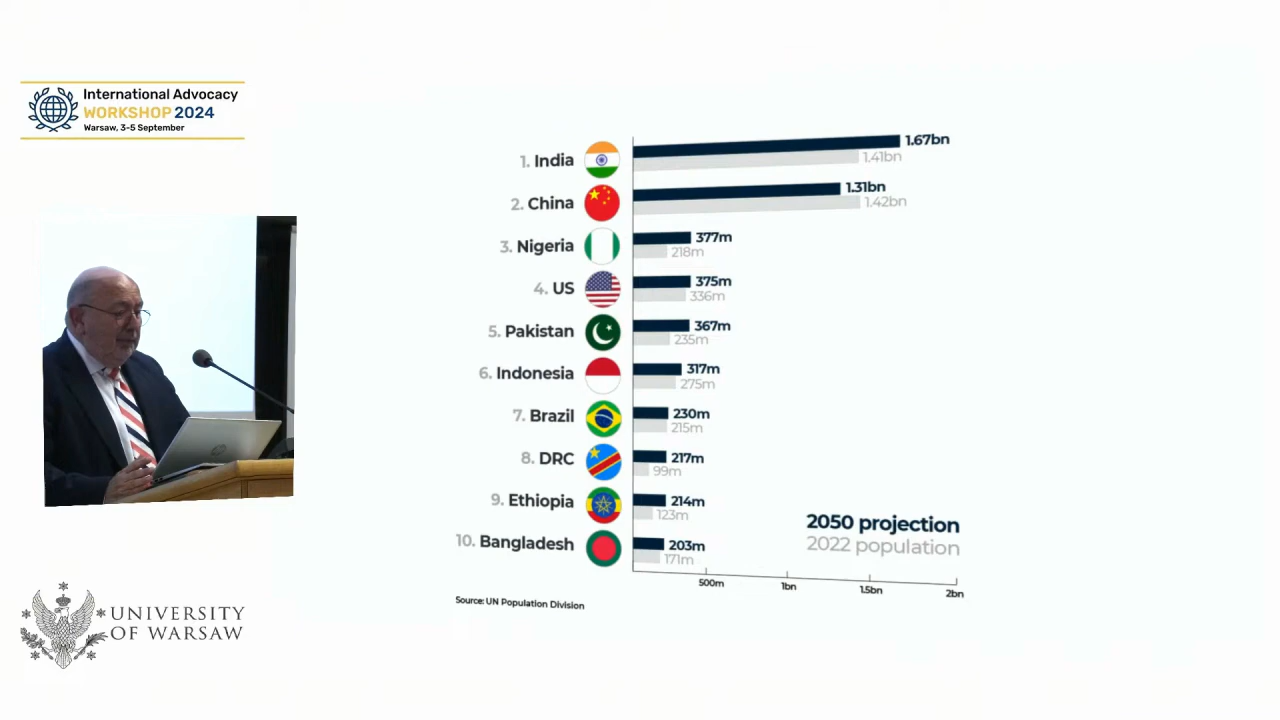 International Advocacy
WORKSHOP 2024
Warsaw, 3-5 September
1. India
1.67bn
1.41bn
2. China
1.31bn
1.42bn
3. Nigeria
377m
218m
4. US
375m
336m
5. Pakistan
367m
235m
6. Indonesia
317m
275m
7. Brazil
230m
215m
8. DRC
217m
99m
9. Ethiopia
214m
123m
10. Bangladesh
203m
171m
2050 projection
2022 population
500m
1bn
1.5bn
2bn
Source: UN Population Division
UNIVERSITY
OF WARSAW